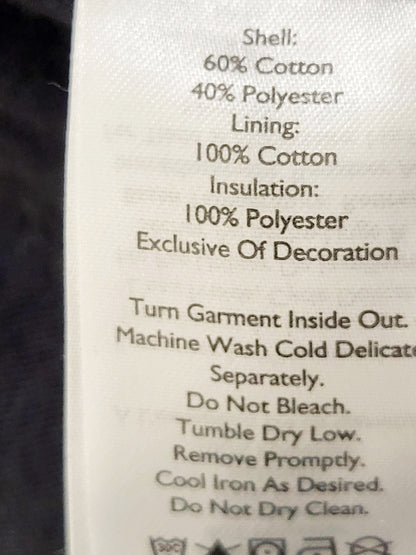 Shell:
60% Cotton
40% Polyester
Lining:
100% Cotton
Insulation:
100% Polyester
Exclusive Of Decoration
Turn Garment Inside Out.
Machine Wash Cold Delicate
Separately.
Do Not Bleach.
Tumble Dry Low.
Remove Promptly.
Cool Iron As Desired.
Do Not Dry Clean.
30C